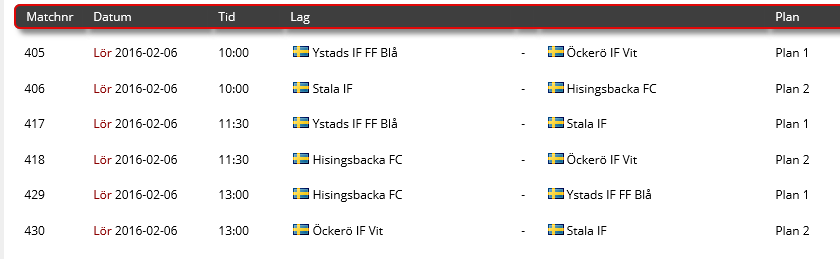 Matchnr Datum Tid Lag Plan
405 Lör 2016-02-06 10:00 Ystads IF FF Blå - Öckerö IF Vit Plan 1
406 Lör 2016-02-06 10:00 Stala IF - Hisingsbacka FC Plan 2
417 Lör 2016-02-06 11:30 Ystads IF FF Blå - Stala IF Plan 1
418 Lör 2016-02-06 11:30 Hisingsbacka FC - Öckerö IF Vit Plan 2
429 Lör 2016-02-06 13:00 Hisingsbacka FC - Ystads IF FF Blå Plan 1
430 Lör 2016-02-06 13:00 Öckerö IF Vit - Stala IF Plan 2